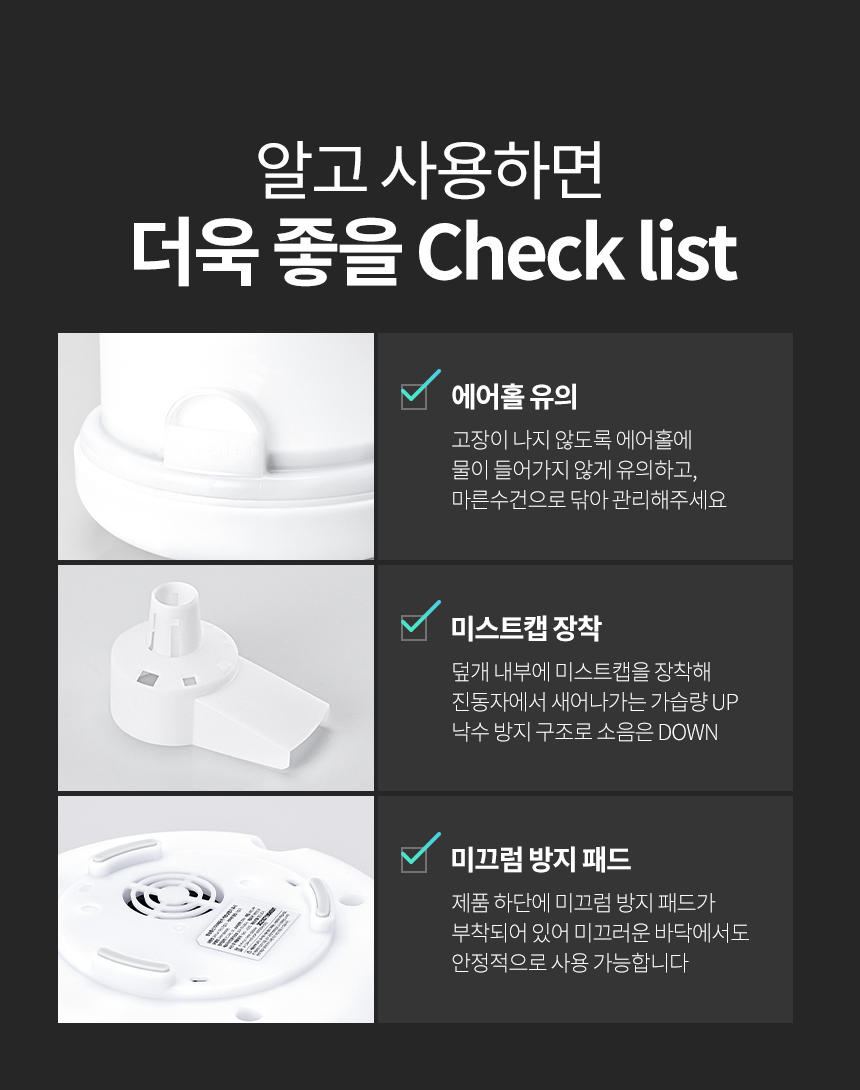 알고 사용하면
더욱 좋을 Check list
에어홀 유의
고장이 나지 않도록 에어홀에
물이 들어가지 않게 유의하고,
마른수건으로 닦아 관리해주세요
미스트캡 장착
덮개 내부에 미스트캡을 장착해
진동자에서 새어나가는 가습량 UP
낙수 방지 구조로 소음은 DOWN
미끄럼 방지 패드
제품 하단에 미끄럼 방지 패드가
부착되어 있어 미끄러운 바닥에서도
안정적으로 사용 가능합니다